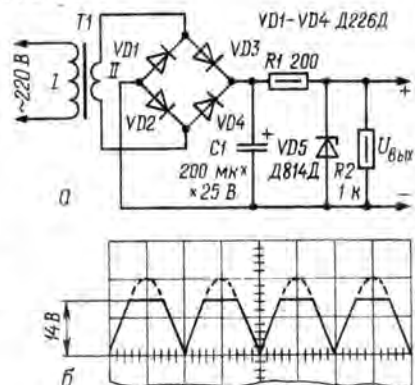 Т1
VD1-VD4 Д226Д
~220 В
I
II
VD1
VD3
VD2
VD4
R1 200
+
C1
+
200 мк×
×25 В
VD5
Д814Д
R2
1 к
Uвых
−
а
14 В
б